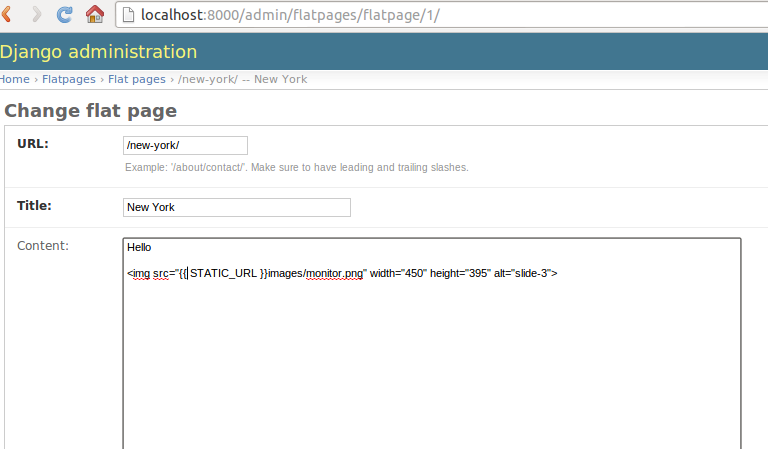 localhost:8000/admin/flatpages/flatpage/1/
Django administration
Home › Flatpages › Flat pages › /new-york/ -- New York
Change flat page
URL: /new-york/
Example: '/about/contact/'. Make sure to have leading and trailing slashes.
Title: New York
Content: Hello
<img src="{{ STATIC_URL }}images/monitor.png" width="450" height="395" alt="slide-3">